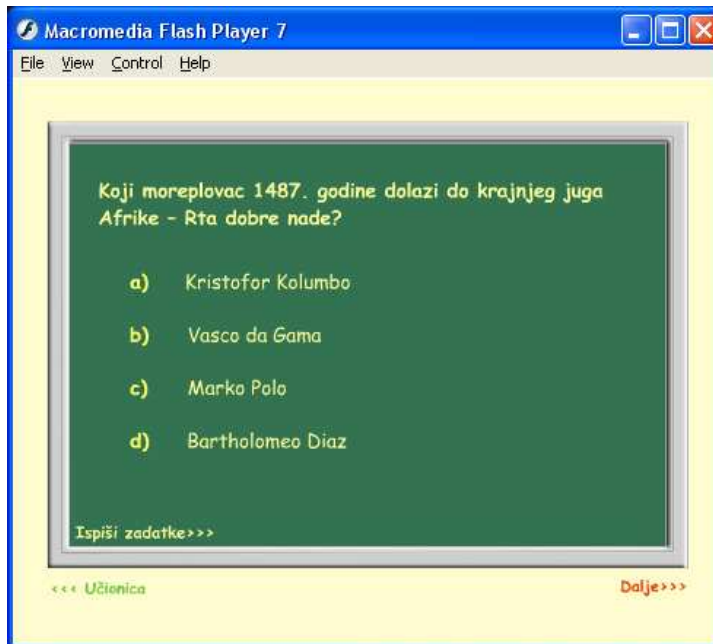 Macromedia Flash Player 7
File View Control Help
Koji moreplovac 1487. godine dolazi do krajnjeg juga
Afrike - Rta dobre nade?
a) Kristofor Kolumbo
b) Vasco da Gama
c) Marko Polo
d) Bartholomeo Diaz
Ispiši zadatke>>>
<<< Učionica
Dalje>>>